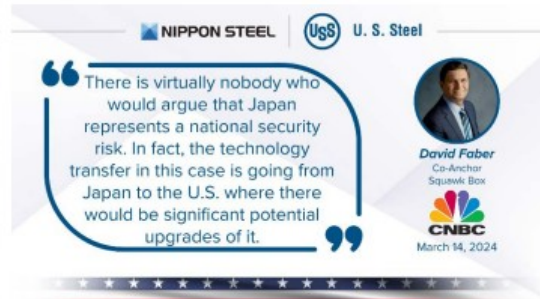 NIPPON STEEL
USS U. S. Steel
“ There is virtually nobody who
would argue that Japan
represents a national security
risk. In fact, the technology
transfer in this case is going from
Japan to the U.S. where there
would be significant potential
upgrades of it. ”
David Faber
Co-Anchor
Squawk Box
CNBC
March 14, 2024